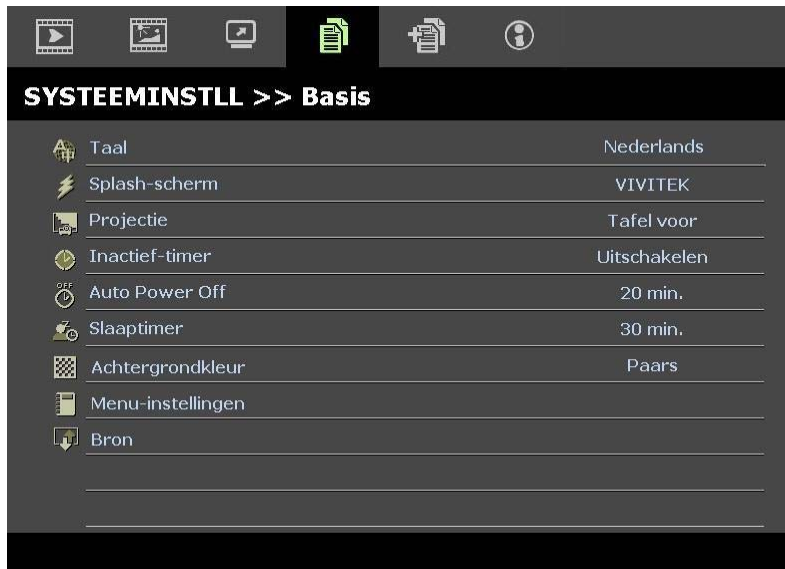 SYSTEEMINSTLL >> Basis
Taal Nederlands
Splash-scherm VIVITEK
Projectie Tafel voor
Inactief-timer Uitschakelen
OFF
Auto Power Off 20 min.
Slaaptimer 30 min.
Achtergrondkleur Paars
Menu-instellingen
Bron